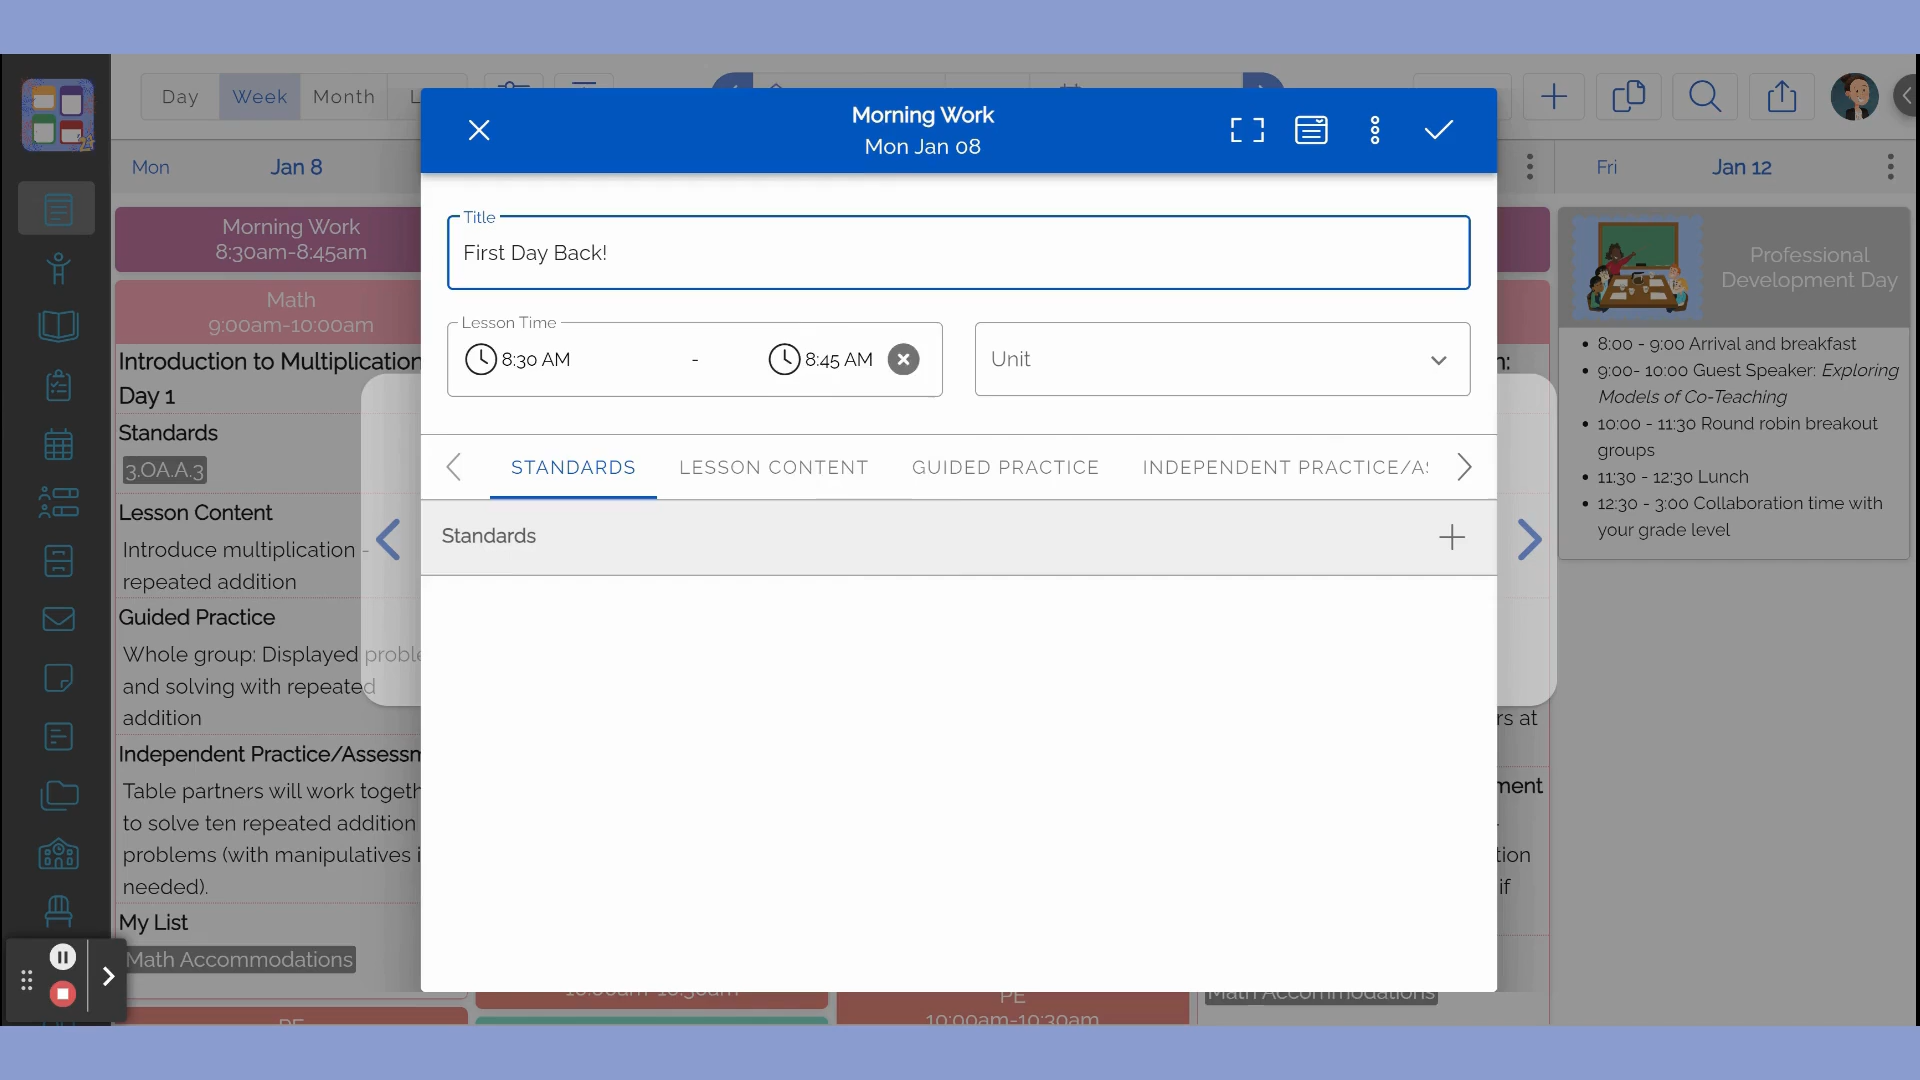 Day
Week
Month
Mon
Jan 8
Fri
Jan 12
Morning Work
8:30am-8:45am
Math
9:00am-10:00am
Introduction to Multiplication
Day 1
Standards
3.OA.A.3
Lesson Content
Introduce multiplication -
repeated addition
Guided Practice
Whole group: Displayed
and solving with repeated
addition
Independent Practice/Assessm
Table partners will work togeth
to solve ten repeated addition
problems (with manipulatives i
needed).
My List
Math Accommodations
PE
Morning Work
Mon Jan 08
Title
First Day Back!
Lesson Time
8:30 AM
-
8:45 AM
Unit
STANDARDS
LESSON CONTENT
GUIDED PRACTICE
INDEPENDENT PRACTICE/A
Standards
PE
10:00am-10:30am
Math Accommodations
rs at
ment
tion
if
Professional
Development Day
• 8:00 - 9:00 Arrival and breakfast
• 9:00- 10:00 Guest Speaker: Exploring
Models of Co-Teaching
• 10:00 - 11:30 Round robin breakout
groups
• 11:30 - 12:30 Lunch
• 12:30 - 3:00 Collaboration time with
your grade level